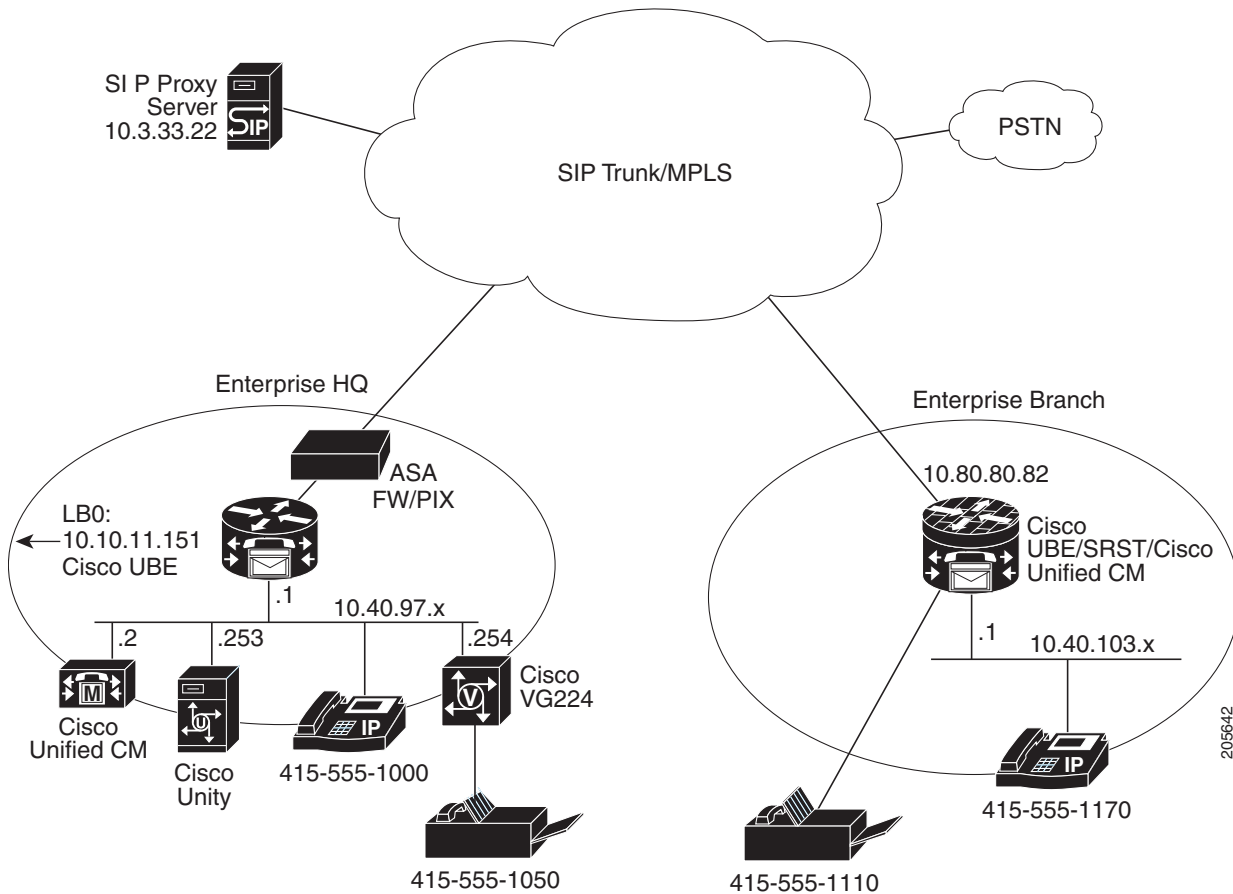 SI P Proxy
Server
10.3.33.22
SIP
PSTN
SIP Trunk/MPLS
Enterprise HQ
Enterprise Branch
ASA
FW/PIX
10.80.80.82
LB0:
10.10.11.151
Cisco UBE
Cisco
UBE/SRST/Cisco
Unified CM
.1
10.40.97.x
.2
.253
.254
.1
10.40.103.x
M
Cisco
Unified CM
U
Cisco
Unity
IP
415-555-1000
V
Cisco
VG224
IP
415-555-1170
415-555-1050
415-555-1110
205642